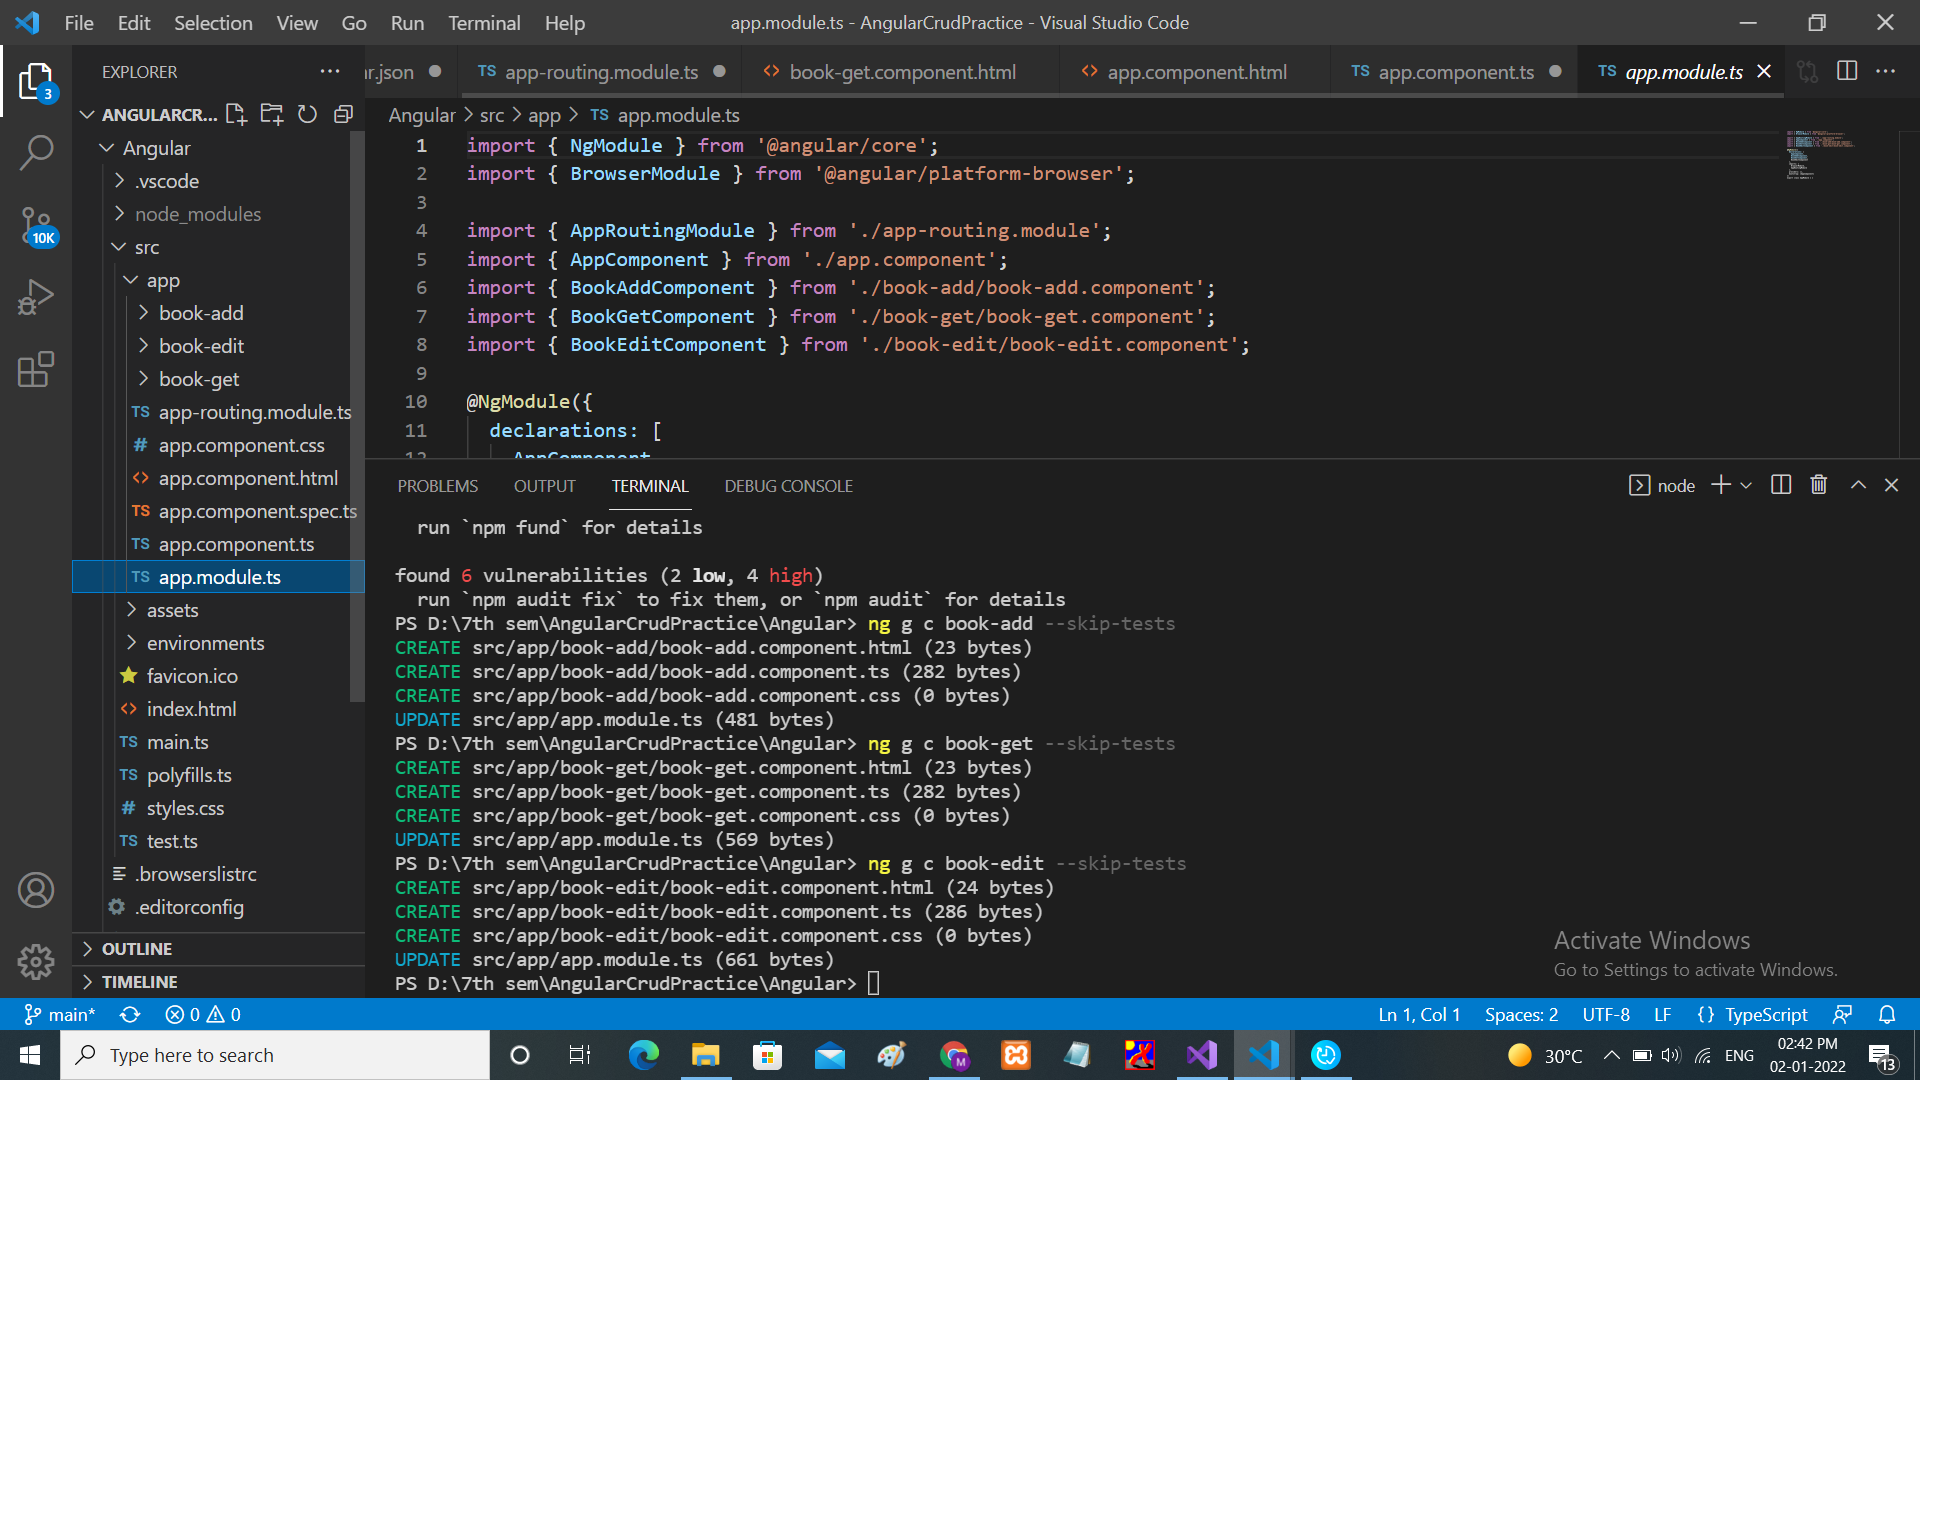 File Edit Selection View Go Run Terminal Help app.module.ts - AngularCrudPractice - Visual Studio Code
EXPLORER
r.json
TS app-routing.module.ts
<> book-get.component.html
<> app.component.html
TS app.component.ts
TS app.module.ts
3
10K
ANGULARCR...
Angular
.vscode
node_modules
src
app
book-add
book-edit
book-get
TS app-routing.module.ts
# app.component.css
<> app.component.html
TS app.component.spec.ts
TS app.component.ts
TS app.module.ts
assets
environments
favicon.ico
<> index.html
TS main.ts
TS polyfills.ts
# styles.css
TS test.ts
.browserslistrc
.editorconfig
OUTLINE
TIMELINE
Angular > src > app > TS app.module.ts
1 import { NgModule } from '@angular/core';
2 import { BrowserModule } from '@angular/platform-browser';
3
4 import { AppRoutingModule } from './app-routing.module';
5 import { AppComponent } from './app.component';
6 import { BookAddComponent } from './book-add/book-add.component';
7 import { BookGetComponent } from './book-get/book-get.component';
8 import { BookEditComponent } from './book-edit/book-edit.component';
9
10 @NgModule({
11 declarations: [
12 AppComponent
PROBLEMS OUTPUT TERMINAL DEBUG CONSOLE node
run `npm fund` for details
found 6 vulnerabilities (2 low, 4 high)
run `npm audit fix` to fix them, or `npm audit` for details
PS D:\7th sem\AngularCrudPractice\Angular> ng g c book-add --skip-tests
CREATE src/app/book-add/book-add.component.html (23 bytes)
CREATE src/app/book-add/book-add.component.ts (282 bytes)
CREATE src/app/book-add/book-add.component.css (0 bytes)
UPDATE src/app/app.module.ts (481 bytes)
PS D:\7th sem\AngularCrudPractice\Angular> ng g c book-get --skip-tests
CREATE src/app/book-get/book-get.component.html (23 bytes)
CREATE src/app/book-get/book-get.component.ts (282 bytes)
CREATE src/app/book-get/book-get.component.css (0 bytes)
UPDATE src/app/app.module.ts (569 bytes)
PS D:\7th sem\AngularCrudPractice\Angular> ng g c book-edit --skip-tests
CREATE src/app/book-edit/book-edit.component.html (24 bytes)
CREATE src/app/book-edit/book-edit.component.ts (286 bytes)
CREATE src/app/book-edit/book-edit.component.css (0 bytes)
UPDATE src/app/app.module.ts (661 bytes)
PS D:\7th sem\AngularCrudPractice\Angular>
Activate Windows
Go to Settings to activate Windows.
main* 0 0 Ln 1, Col 1 Spaces: 2 UTF-8 LF {} TypeScript
Type here to search
M
30°C ENG
02:42 PM
02-01-2022
13